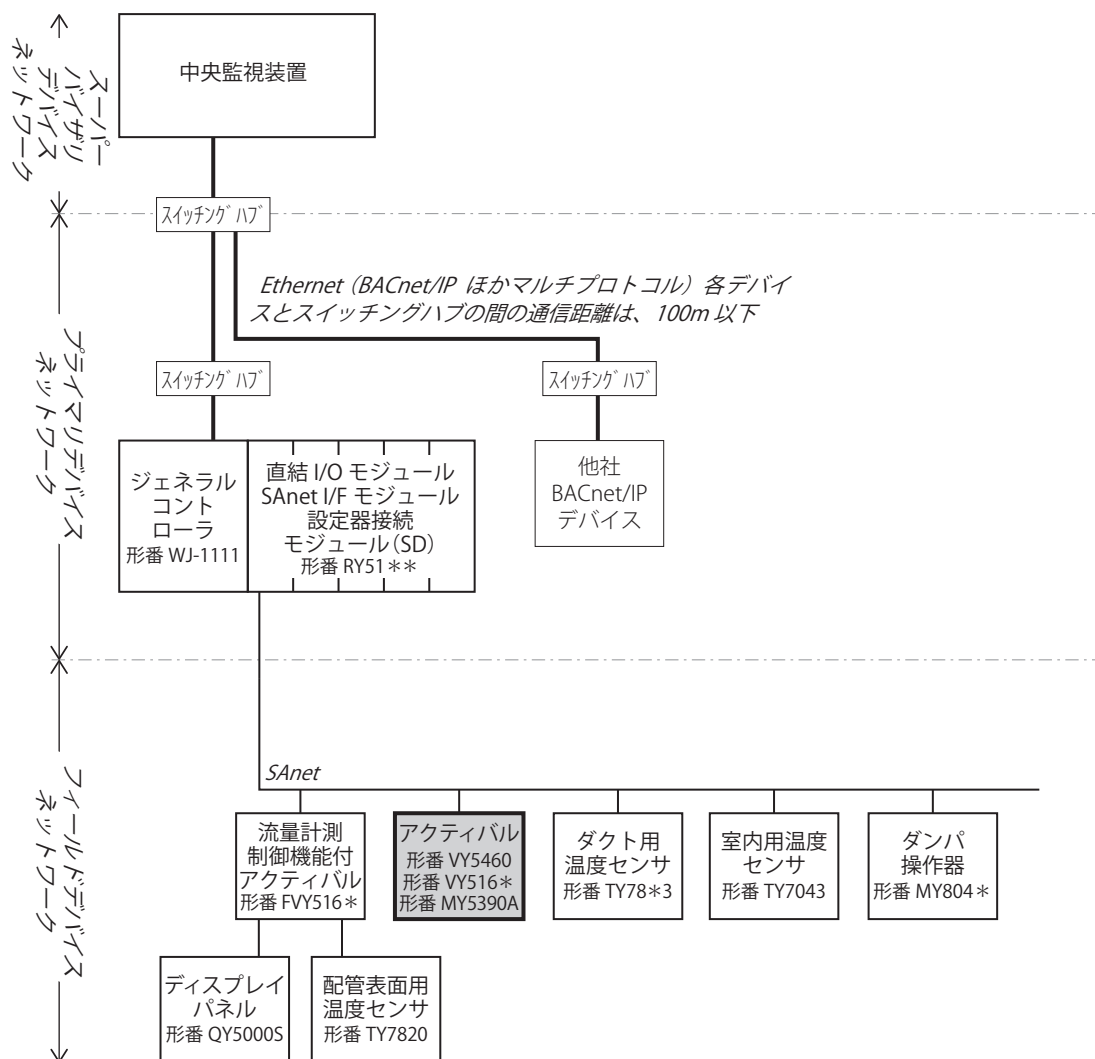 スーパー
バイザリ
デバイス
ネットワーク
中央監視装置
スイッチングハブ
Ethernet（BACnet/IP ほかマルチプロトコル）各デバイ
スとスイッチングハブの間の通信距離は、100m 以下
プライマリデバイス
ネットワーク
スイッチングハブ
スイッチングハブ
ジェネラル
コント
ローラ
形番 WJ-1111
直結 I/O モジュール
SAnet I/F モジュール
設定器接続
モジュール（SD）
形番 RY51＊＊
他社
BACnet/IP
デバイス
フィールドデバイス
ネットワーク
SAnet
流量計測
制御機能付
アクティバル
形番 FVY516＊
アクティバル
形番 VY5460
形番 VY516＊
形番 MY5390A
ダクト用
温度センサ
形番 TY78＊3
室内用温度
センサ
形番 TY7043
ダンパ
操作器
形番 MY804＊
ディスプレイ
パネル
形番 QY5000S
配管表面用
温度センサ
形番 TY7820